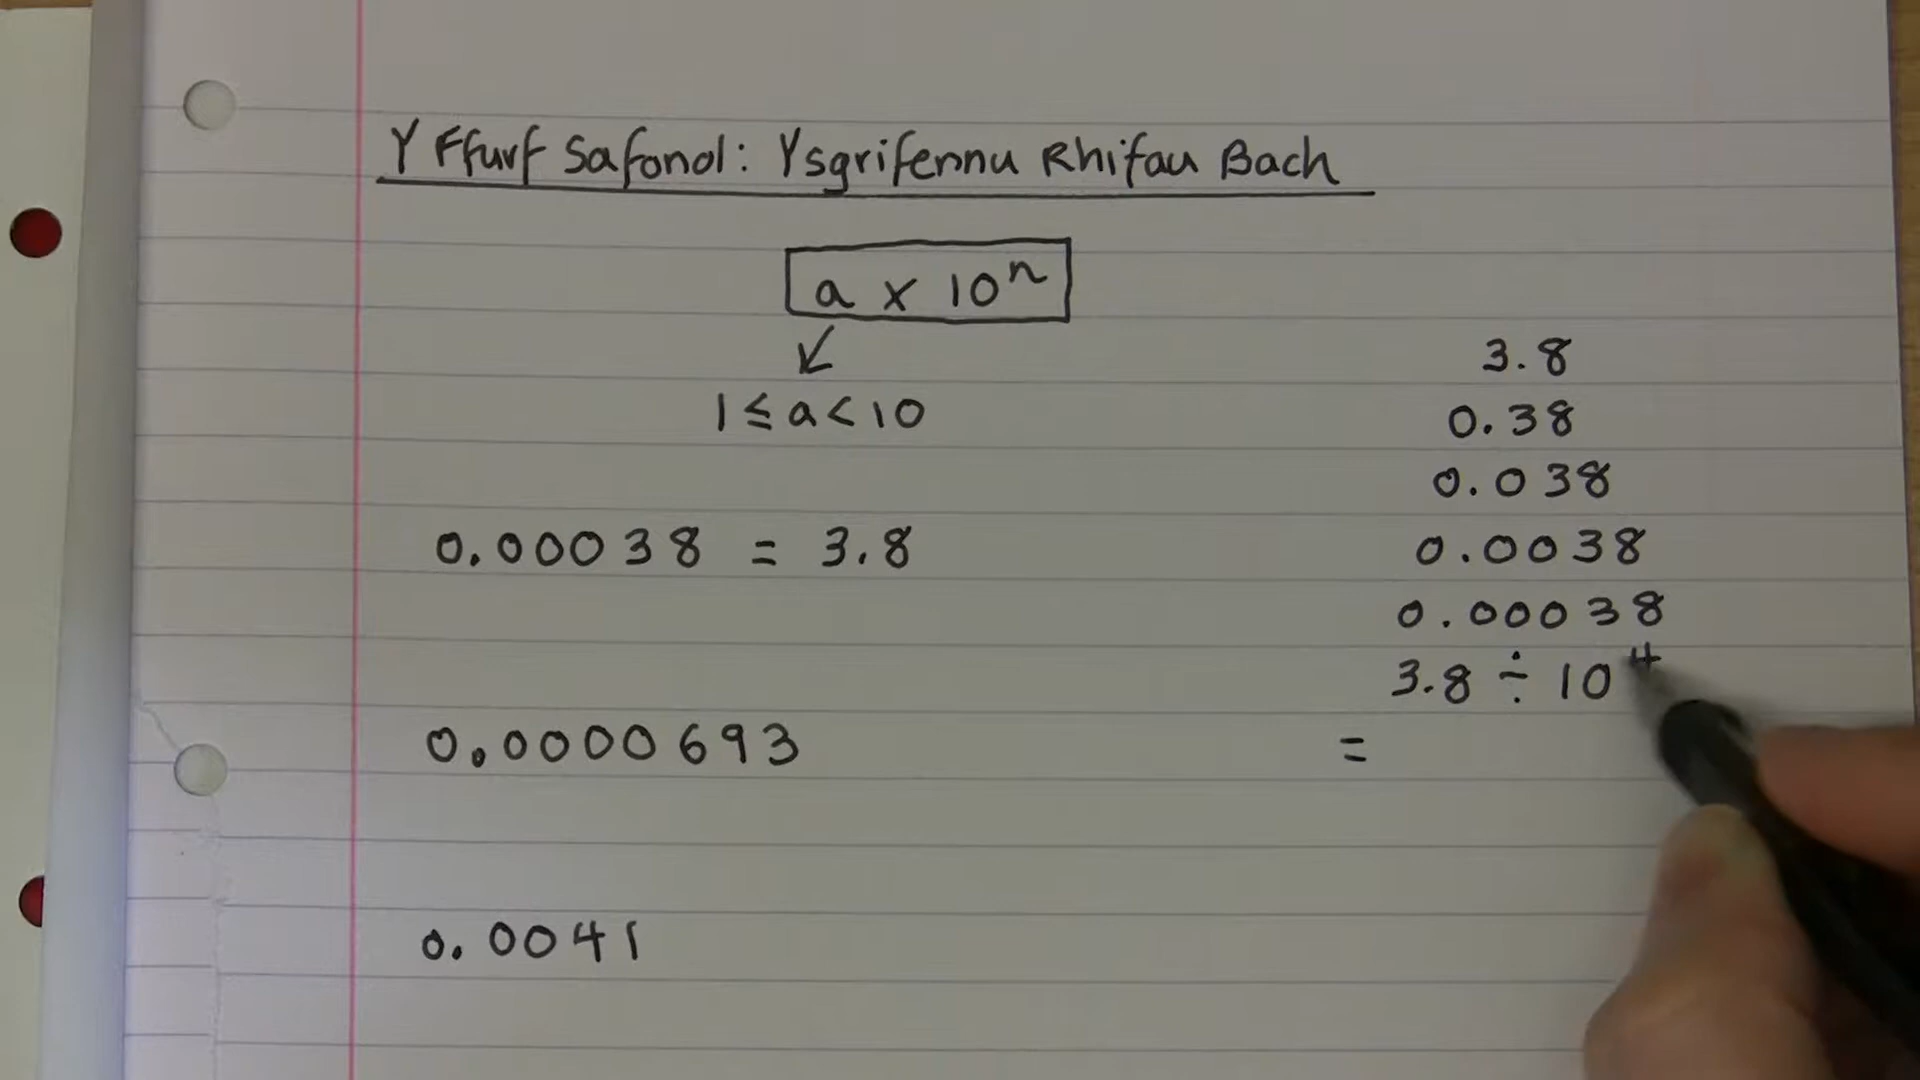 Y Ffurf Safonol: Ysgrifennu Rhifau Bach
a x 10ⁿ
1 ≤ a < 10
0.00038 = 3.8
0.0000693
0.0041
3.8
0.38
0.038
0.0038
0.00038
3.8 ÷ 10⁴
=